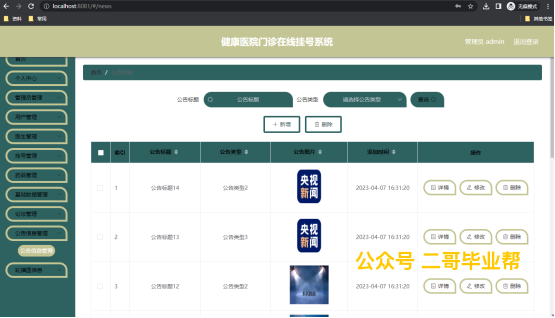 localhost:8081/#/news
无痕模式
资料 常用
其他书签
健康医院门诊在线挂号系统
管理员 admin 退出登录
首页
个人中心
管理员管理
用户管理
医生管理
挂号管理
基础数据管理
论坛管理
公告信息管理
公告信息管理
轮播图信息
首页 /
公告标题 公告标题 公告类型 请选择公告类型 查询
+ 新增 删除
索引 公告标题 公告类型 公告图片 添加时间 操作
1 公告标题14 公告类型2 央视新闻 2023-04-07 16:31:20 详情 修改 删除
2 公告标题13 公告类型3 央视新闻 2023-04-07 16:31:20 详情 修改 删除
公众号 二哥毕业帮
3 公告标题12 公告类型2 2023-04-07 16:31:20 详情 修改 删除